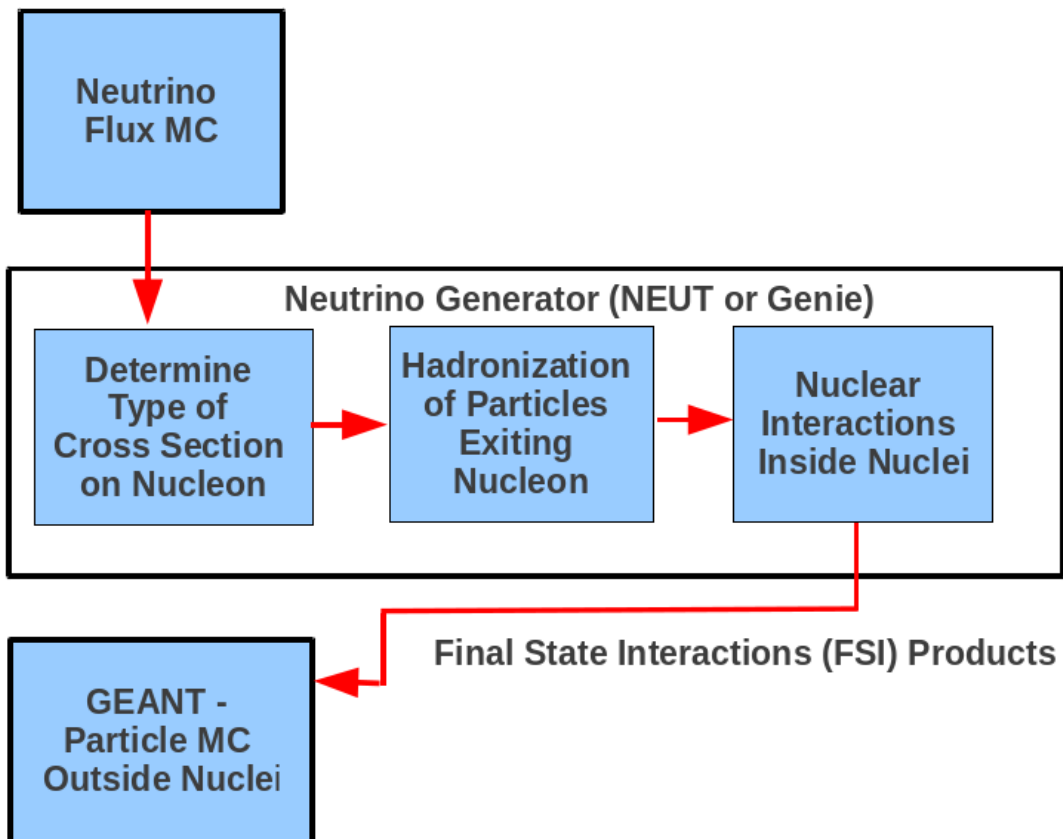 Neutrino
Flux MC
Neutrino Generator (NEUT or Genie)
Determine
Type of
Cross Section
on Nucleon
Hadronization
of Particles
Exiting
Nucleon
Nuclear
Interactions
Inside Nuclei
Final State Interactions (FSI) Products
GEANT -
Particle MC
Outside Nuclei